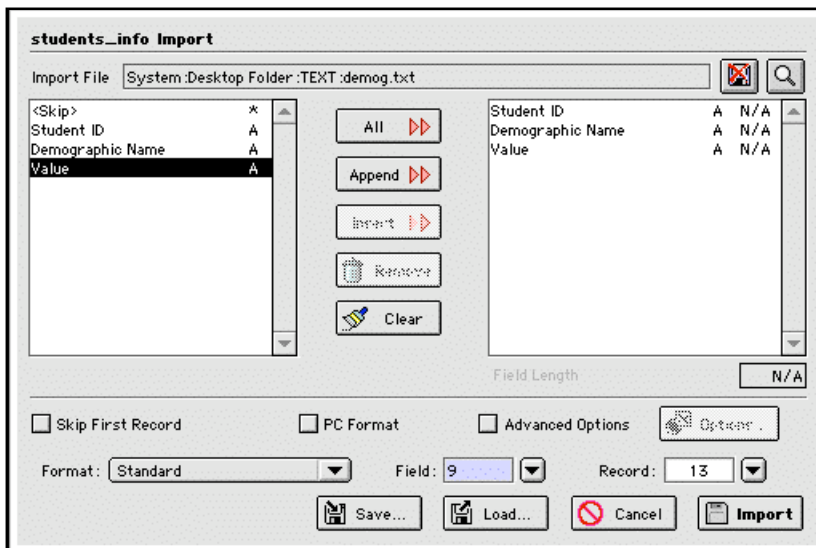 students_info Import
Import File System :Desktop Folder :TEXT :demog.txt
<Skip> *
Student ID A
Demographic Name A
Value A
All
Append
Insert
Remove
Clear
Student ID A N/A
Demographic Name A N/A
Value A N/A
Field Length N/A
Skip First Record PC Format Advanced Options Options...
Format: Standard Field: 9 Record: 13
Save... Load... Cancel Import